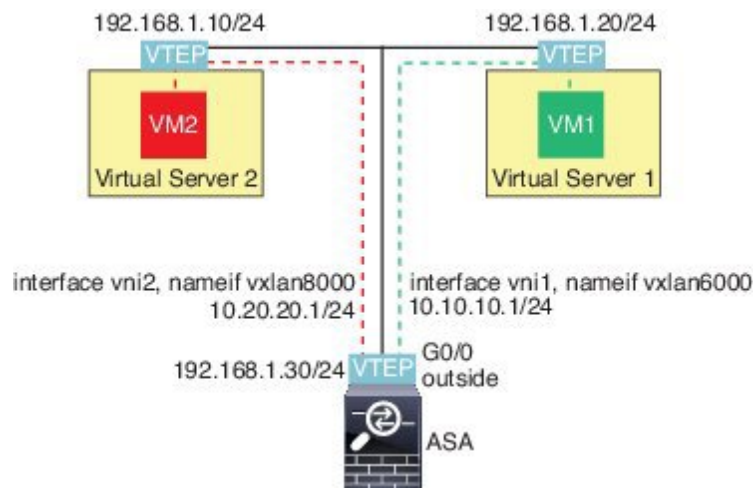 192.168.1.10/24
192.168.1.20/24
VTEP
VTEP
VM2
VM1
Virtual Server 2
Virtual Server 1
interface vni2, nameif vxlan8000
10.20.20.1/24
interface vni1, nameif vxlan6000
10.10.10.1/24
192.168.1.30/24
VTEP
G0/0
outside
ASA